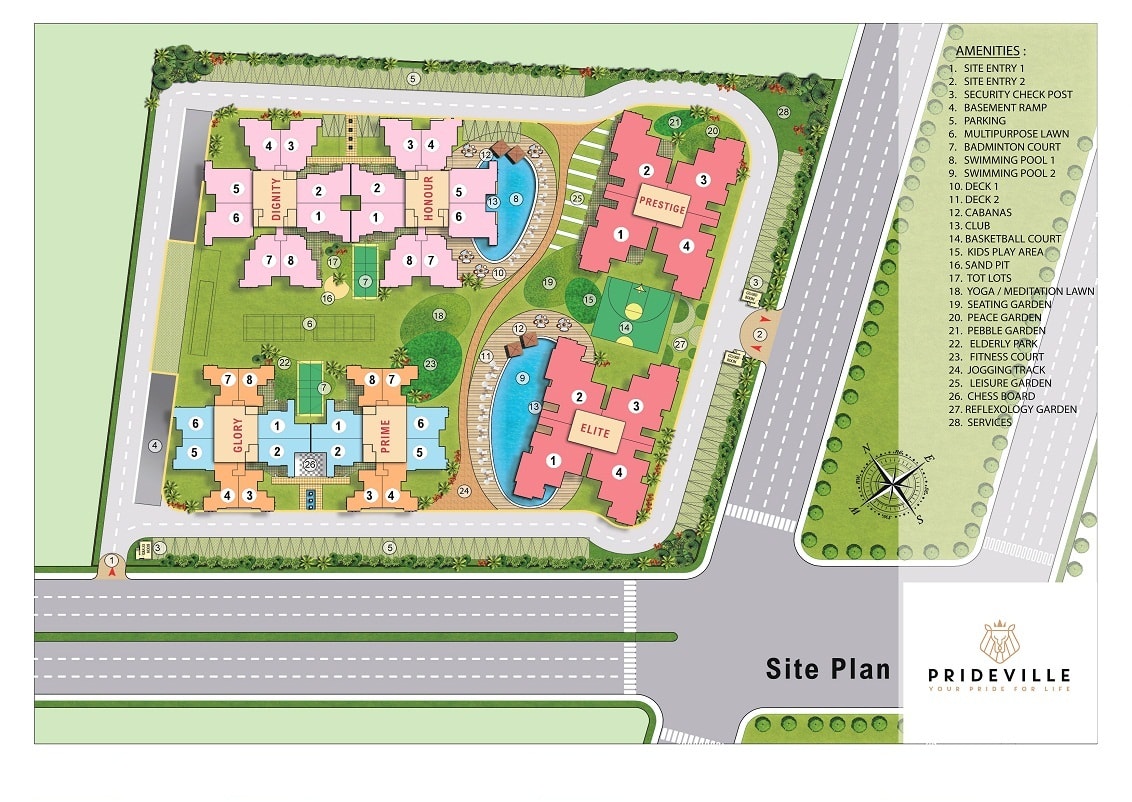 AMENITIES :
1. SITE ENTRY 1
2. SITE ENTRY 2
3. SECURITY CHECK POST
4. BASEMENT RAMP
5. PARKING
6. MULTIPURPOSE LAWN
7. BADMINTON COURT
8. SWIMMING POOL 1
9. SWIMMING POOL 2
10. DECK 1
11. DECK 2
12. CABANAS
13. CLUB
14. BASKETBALL COURT
15. KIDS PLAY AREA
16. SAND PIT
17. TOT LOTS
18. YOGA / MEDITATION LAWN
19. SEATING GARDEN
20. PEACE GARDEN
21. PEBBLE GARDEN
22. ELDERLY PARK
23. FITNESS COURT
24. JOGGING TRACK
25. LEISURE GARDEN
26. CHESS BOARD
27. REFLEXOLOGY GARDEN
28. SERVICES
5
28
21
20
4 3
3 4
12
2
3
5
2
2
5
DIGNITY
HONOUR
13
8
25
PRESTIGE
6
1
1
6
1
4
7 8
17
7
8 7
10
19
3
16
15
18
14
6
12
2
11
27
22
23
7 8
7
8 7
9
13
2
3
6
1
1
6
GLORY
PRIME
ELITE
5
2
2
5
4
26
1
4
4 3
3 4
24
3
5
1
N
E
W
S
Site Plan
PRIDEVILLE
YOUR PRIDE FOR LIFE